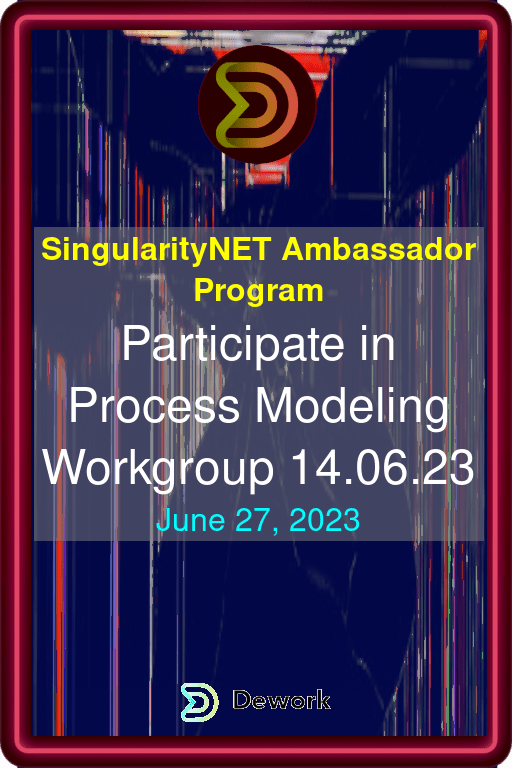 SingularityNET Ambassador
Program
Participate in
Process Modeling
Workgroup 14.06.23
June 27, 2023
Dework